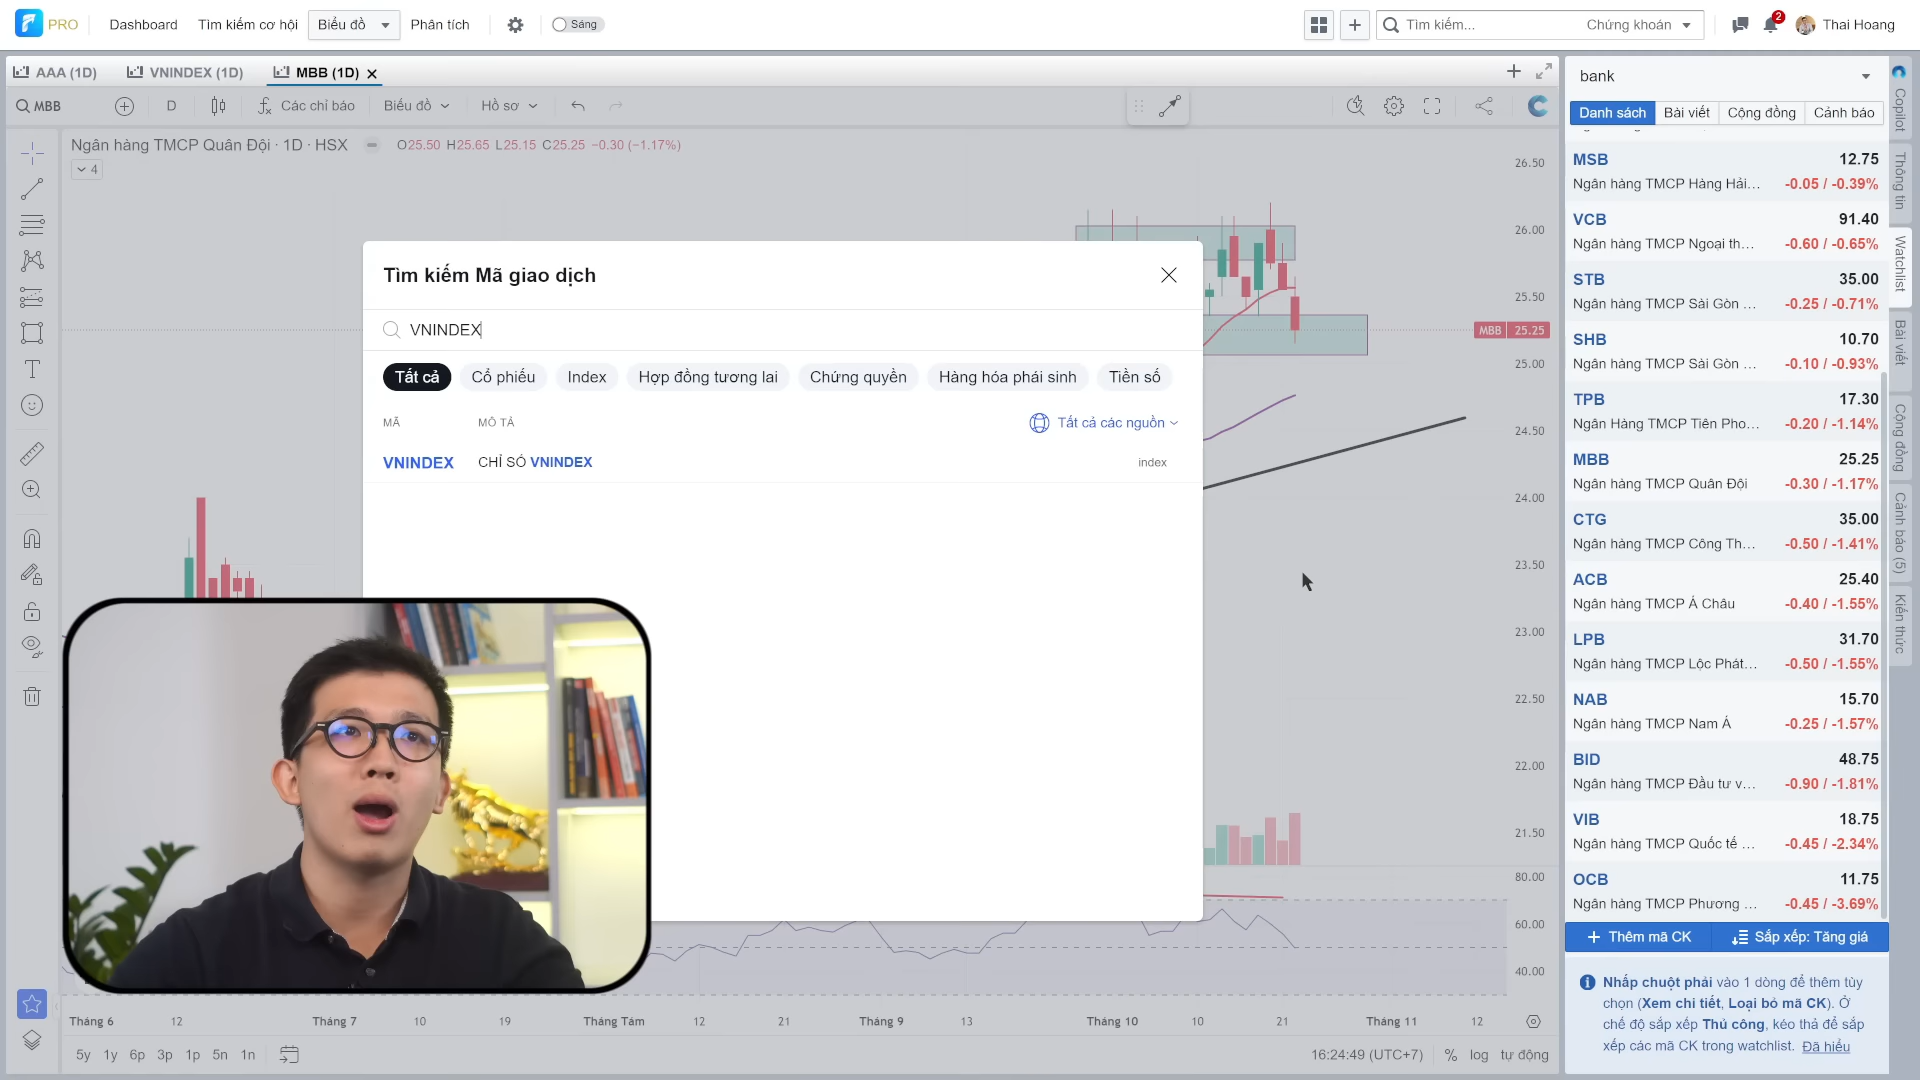 PRO
Dashboard
Tìm kiếm cơ hội
Biểu đồ
Phân tích
Sáng
Tìm kiếm...
Chứng khoán
2
Thai Hoang
AAA (1D)
VNINDEX (1D)
MBB (1D)
MBB
D
Các chỉ báo
Biểu đồ
Hồ sơ
Ngân hàng TMCP Quân Đội · 1D · HSX
O25.50 H25.65 L25.15 C25.25 −0.30 (−1.17%)
4
Tìm kiếm Mã giao dịch
VNINDEX
Tất cả
Cổ phiếu
Index
Hợp đồng tương lai
Chứng quyền
Hàng hóa phái sinh
Tiền số
MÃ
MÔ TẢ
Tất cả các nguồn
VNINDEX
CHỈ SỐ VNINDEX
index
26.50
26.00
25.50
MBB 25.25
25.00
24.50
24.00
23.50
23.00
22.50
22.00
21.50
80.00
60.00
40.00
Tháng 6
12
Tháng 7
10
19
Tháng Tám
12
21
Tháng 9
13
Tháng 10
10
21
Tháng 11
12
5y
1y
6p
3p
1p
5n
1n
16:24:49 (UTC+7)
%
log
tự động
bank
Danh sách
Bài viết
Cộng đồng
Cảnh báo
MSB 12.75
Ngân hàng TMCP Hàng Hải... -0.05 / -0.39%
VCB 91.40
Ngân hàng TMCP Ngoại th... -0.60 / -0.65%
STB 35.00
Ngân hàng TMCP Sài Gòn ... -0.25 / -0.71%
SHB 10.70
Ngân hàng TMCP Sài Gòn ... -0.10 / -0.93%
TPB 17.30
Ngân Hàng TMCP Tiên Pho... -0.20 / -1.14%
MBB 25.25
Ngân hàng TMCP Quân Đội -0.30 / -1.17%
CTG 35.00
Ngân hàng TMCP Công Th... -0.50 / -1.41%
ACB 25.40
Ngân hàng TMCP Á Châu -0.40 / -1.55%
LPB 31.70
Ngân hàng TMCP Lộc Phát... -0.50 / -1.55%
NAB 15.70
Ngân hàng TMCP Nam Á -0.25 / -1.57%
BID 48.75
Ngân hàng TMCP Đầu tư v... -0.90 / -1.81%
VIB 18.75
Ngân hàng TMCP Quốc tế ... -0.45 / -2.34%
OCB 11.75
Ngân hàng TMCP Phương ... -0.45 / -3.69%
Thêm mã CK
Sắp xếp: Tăng giá
Nhấp chuột phải vào 1 dòng để thêm tùy
chọn (Xem chi tiết, Loại bỏ mã CK). Ở
chế độ sắp xếp Thủ công, kéo thả để sắp
xếp các mã CK trong watchlist. Đã hiểu
Copilot
Thông tin
Watchlist
Bài viết
Cộng đồng
Cảnh báo (5)
Kiến thức